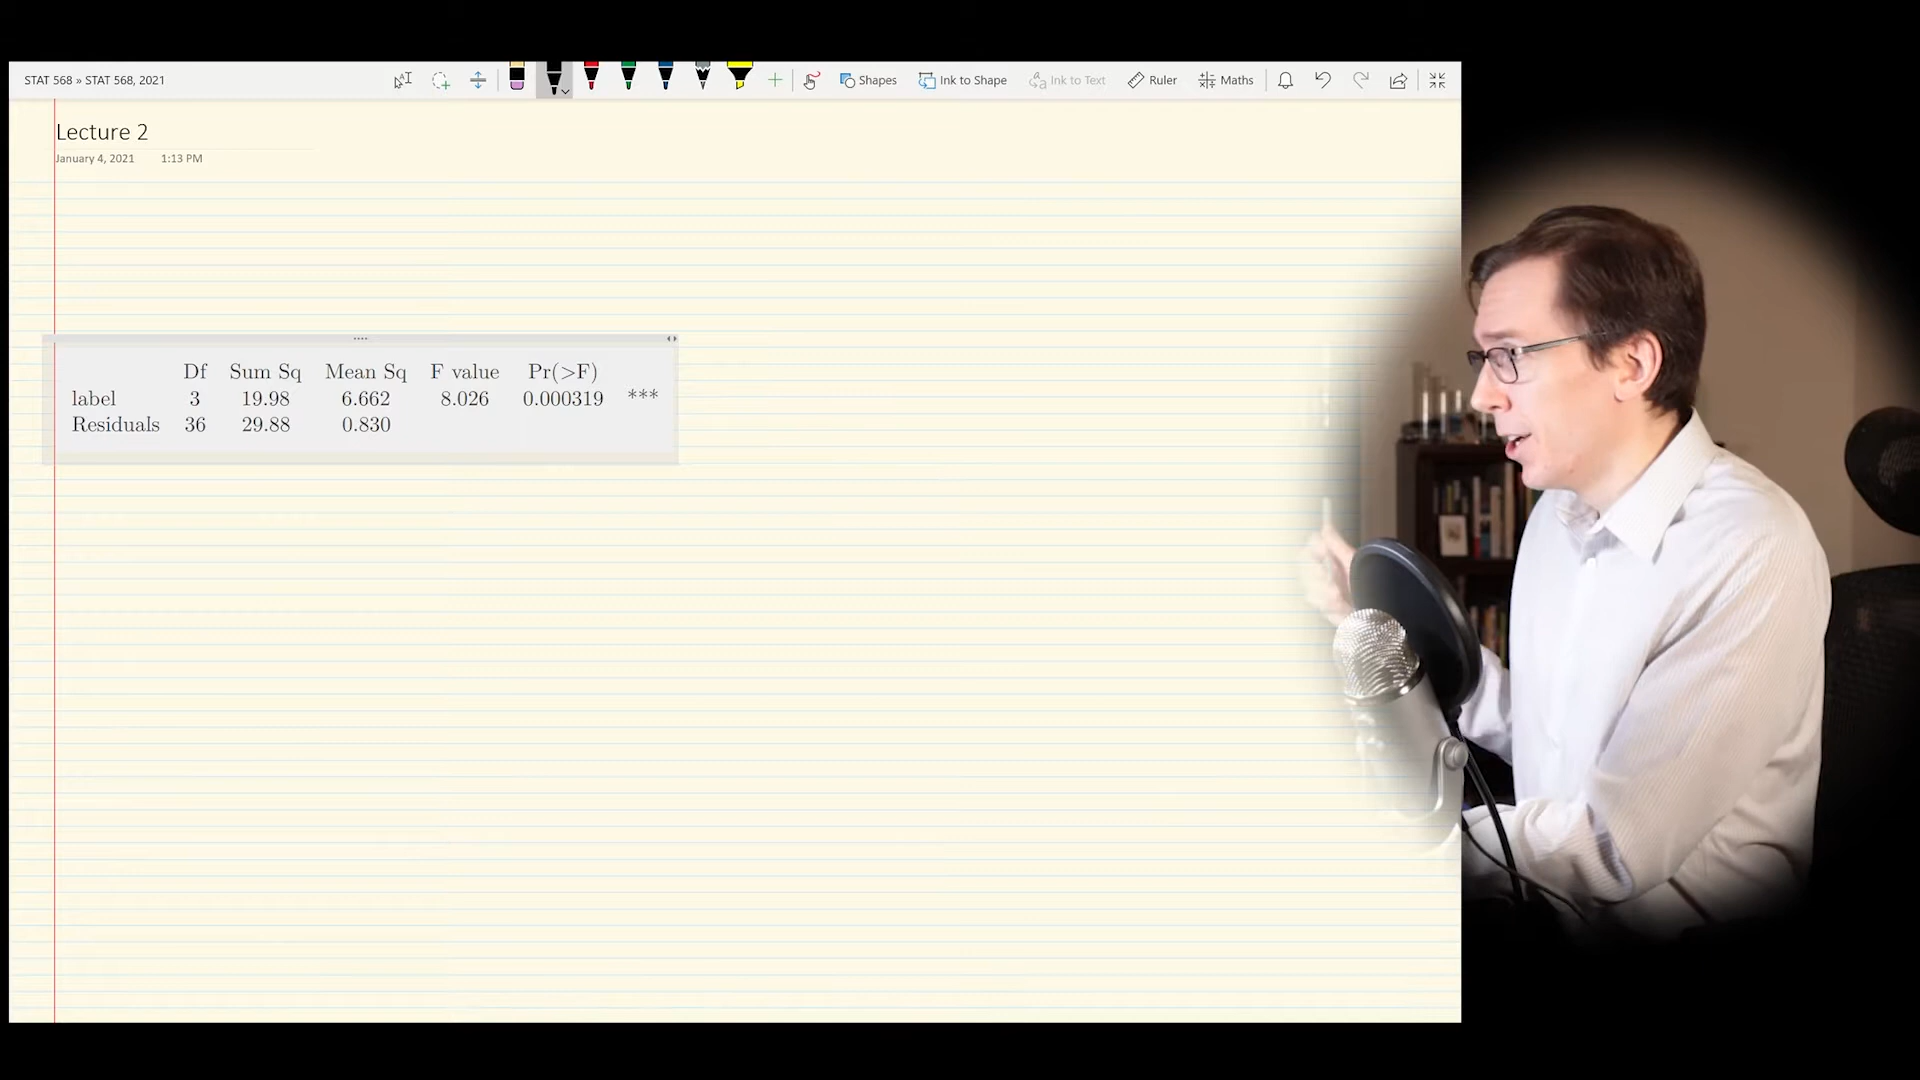 STAT 568 » STAT 568, 2021
Shapes
Ink to Shape
Ink to Text
Ruler
Maths
Lecture 2
January 4, 2021 1:13 PM
Df Sum Sq Mean Sq F value Pr(>F)
label 3 19.98 6.662 8.026 0.000319 ***
Residuals 36 29.88 0.830